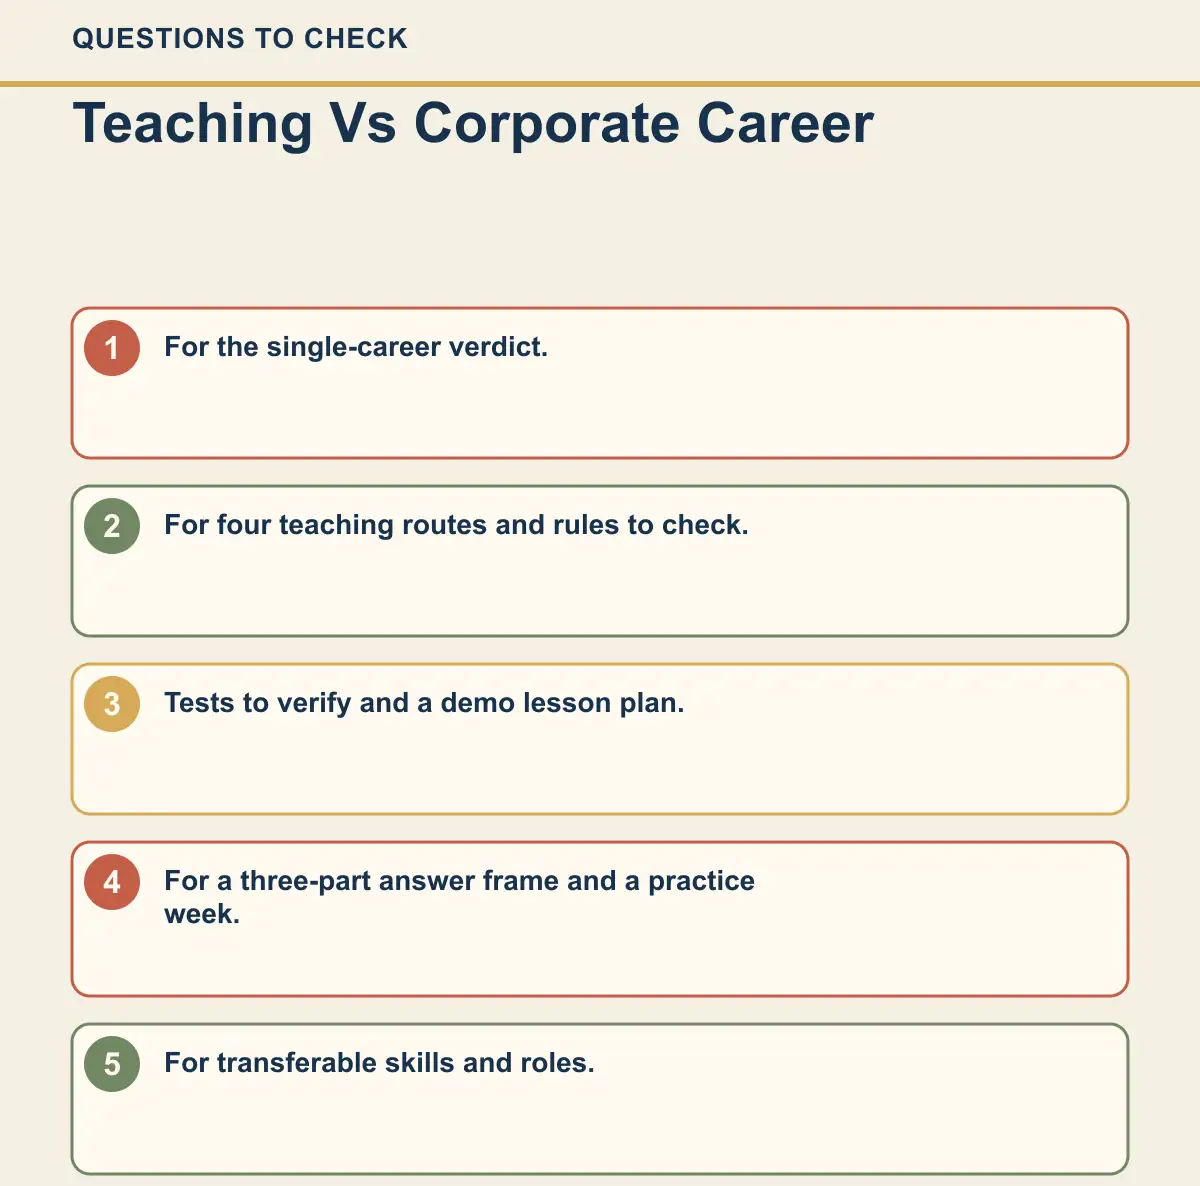 QUESTIONS TO CHECK
Teaching Vs Corporate Career
1
For the single-career verdict.
2
For four teaching routes and rules to check.
3
Tests to verify and a demo lesson plan.
4
For a three-part answer frame and a practice
week.
5
For transferable skills and roles.